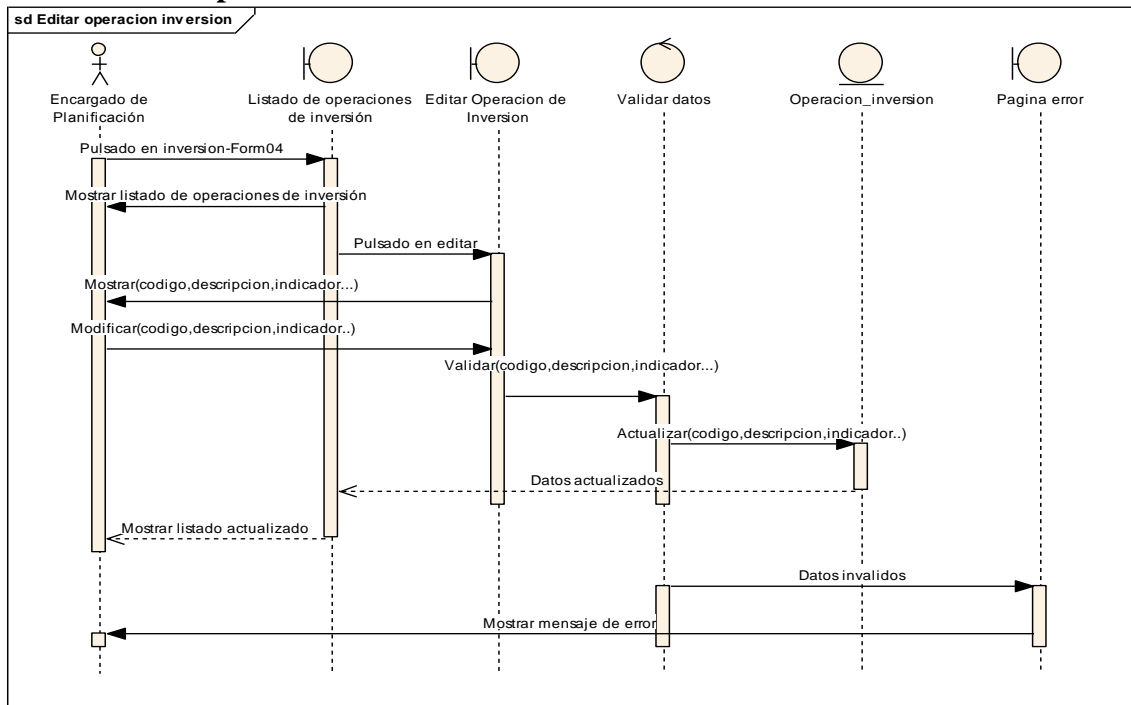 sd Editar operacion inversion
Encargado de
Planificación
Listado de operaciones
de inversión
Editar Operacion de
Inversion
Validar datos
Operacion_inversion
Pagina error
Pulsado en inversion-Form04
Mostrar listado de operaciones de inversión
Pulsado en editar
Mostrar(codigo,descripcion,indicador...)
Modificar(codigo,descripcion,indicador..)
Validar(codigo,descripcion,indicador...)
Actualizar(codigo,descripcion,indicador..)
Datos actualizados
Mostrar listado actualizado
Datos invalidos
Mostrar mensaje de error